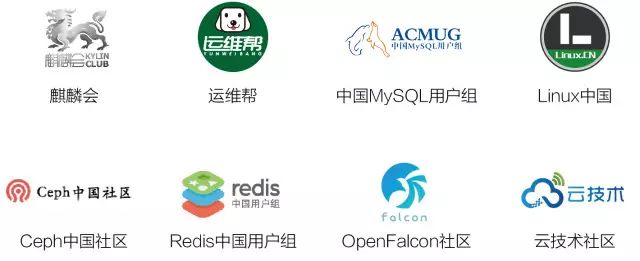 麒麟会 KYLIN CLUB
运维帮
YUNWEIBANG
ACMUG
中国MySQL用户组
L
Linux.CN
麒麟会
运维帮
中国MySQL用户组
Linux中国
Ceph中国社区
redis
中国用户组
falcon
云技术
Ceph中国社区
Redis中国用户组
OpenFalcon社区
云技术社区